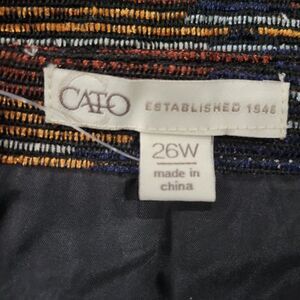 CATO ESTABLISHED 1946
26W
made in
china